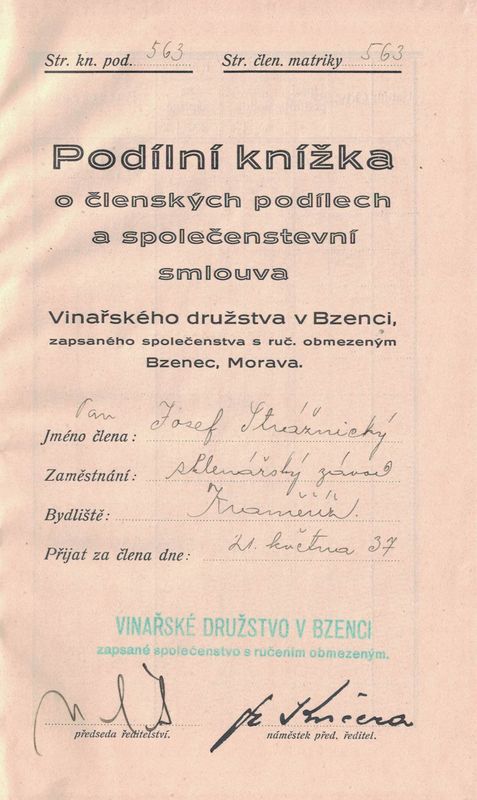 Str. kn. pod. 563 Str. člen. matriky 563
Podílní knížka
o členských podílech
a společenstevní
smlouva
Vinařského družstva v Bzenci,
zapsaného společenstva s ruč. obmezeným
Bzenec, Morava.
Pan
Jméno člena: Josef Strážnický
Zaměstnání: sklenářský závod
Bydliště:
Přijat za člena dne: 21. května 37
VINAŘSKÉ DRUŽSTVO V BZENCI
zapsané společenstvo s ručením obmezeným.
Kučera
předseda ředitelství. náměstek před. ředitel.